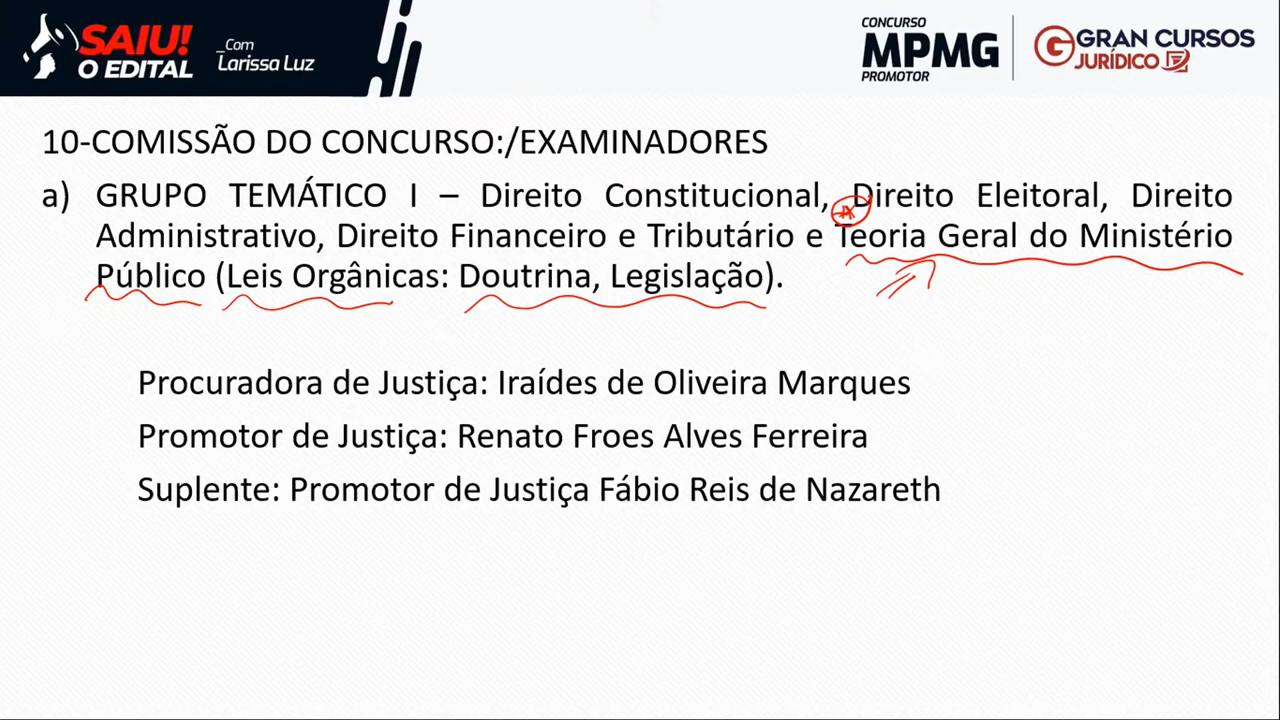 SAIU!
O EDITAL
_Com
Larissa Luz
CONCURSO
MPMG
PROMOTOR
GRAN CURSOS
JURÍDICO
10-COMISSÃO DO CONCURSO:/EXAMINADORES
a) GRUPO TEMÁTICO I – Direito Constitucional, Direito Eleitoral, Direito
Administrativo, Direito Financeiro e Tributário e Teoria Geral do Ministério
Público (Leis Orgânicas: Doutrina, Legislação).
Procuradora de Justiça: Iraídes de Oliveira Marques
Promotor de Justiça: Renato Froes Alves Ferreira
Suplente: Promotor de Justiça Fábio Reis de Nazareth